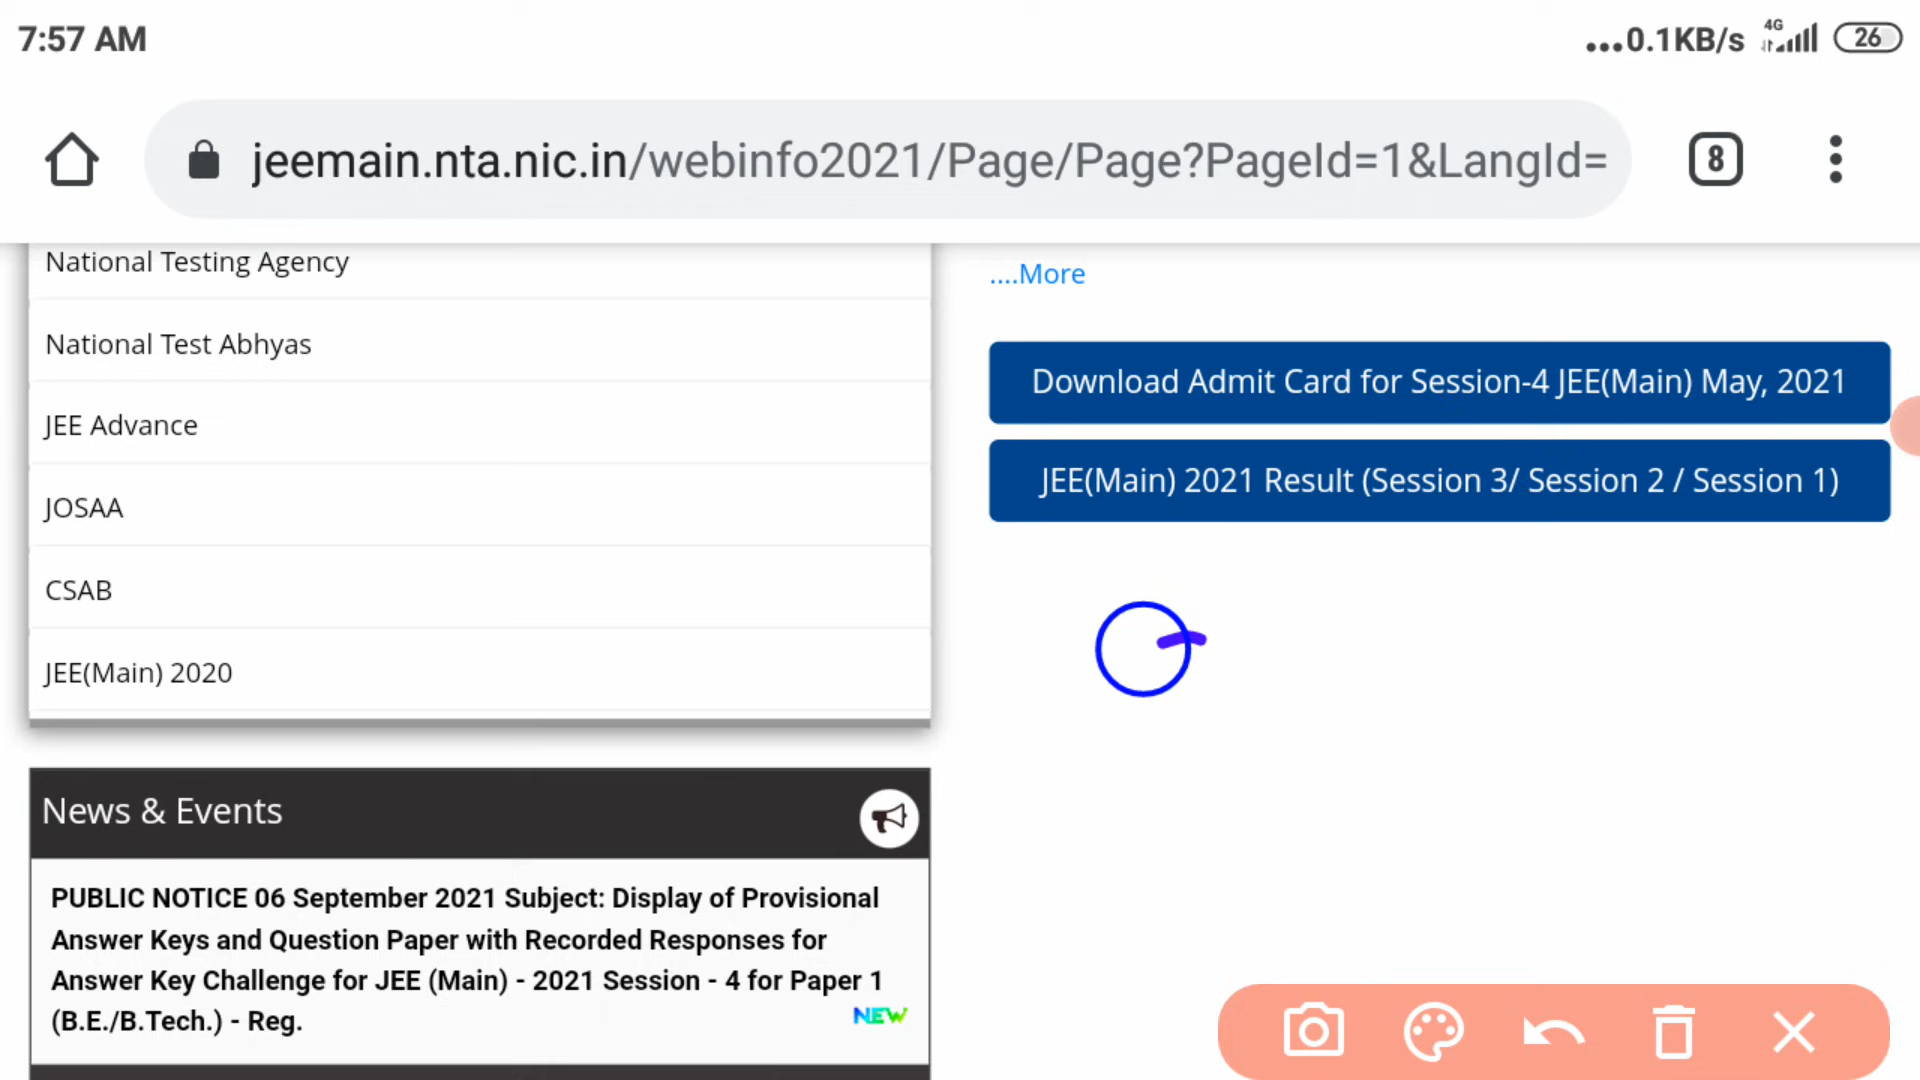 7:57 AM
...0.1KB/s 4G 26
jeemain.nta.nic.in/webinfo2021/Page/Page?PageId=1&LangId=
8
National Testing Agency
National Test Abhyas
JEE Advance
JOSAA
CSAB
JEE(Main) 2020
....More
Download Admit Card for Session-4 JEE(Main) May, 2021
JEE(Main) 2021 Result (Session 3/ Session 2 / Session 1)
News & Events
PUBLIC NOTICE 06 September 2021 Subject: Display of Provisional
Answer Keys and Question Paper with Recorded Responses for
Answer Key Challenge for JEE (Main) - 2021 Session - 4 for Paper 1
(B.E./B.Tech.) - Reg.
NEW